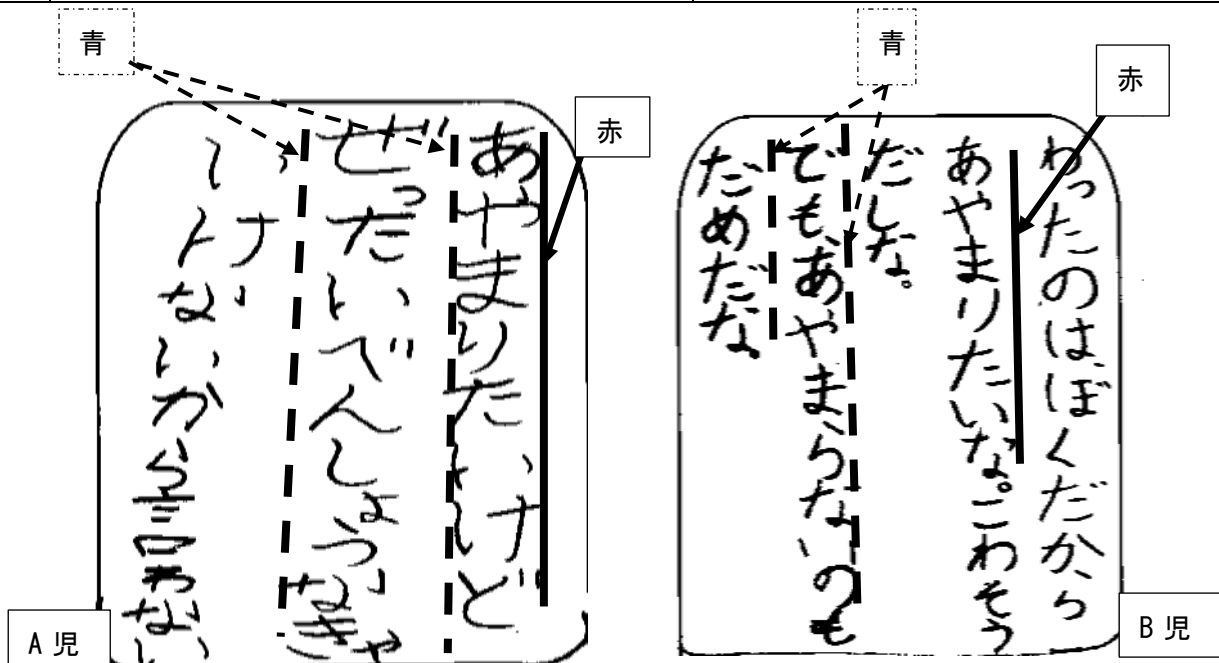 青
赤
あやまりたいけど
ぜったいべんしょうしなきゃ
いけないから言わない
A児
青
赤
わったのは、ぼくだから
あやまりたいな。こわそう
だしな。
でも、あやまらないのも
だめだな。
B児